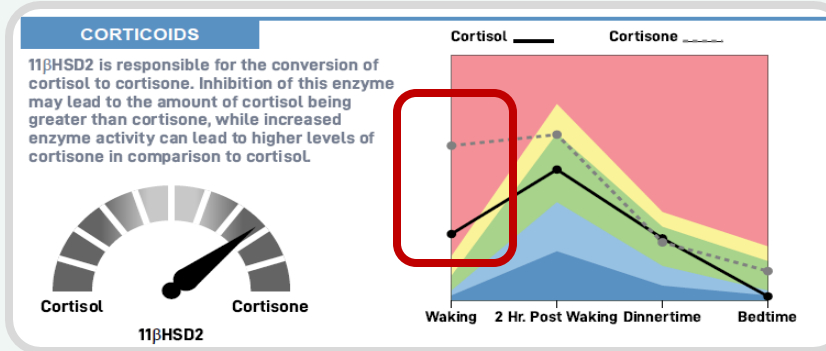 CORTICOIDS
11βHSD2 is responsible for the conversion of
cortisol to cortisone. Inhibition of this enzyme
may lead to the amount of cortisol being
greater than cortisone, while increased
enzyme activity can lead to higher levels of
cortisone in comparison to cortisol.
Cortisol
Cortisone
11βHSD2
Cortisol
Cortisone
Waking
2 Hr. Post Waking
Dinnertime
Bedtime